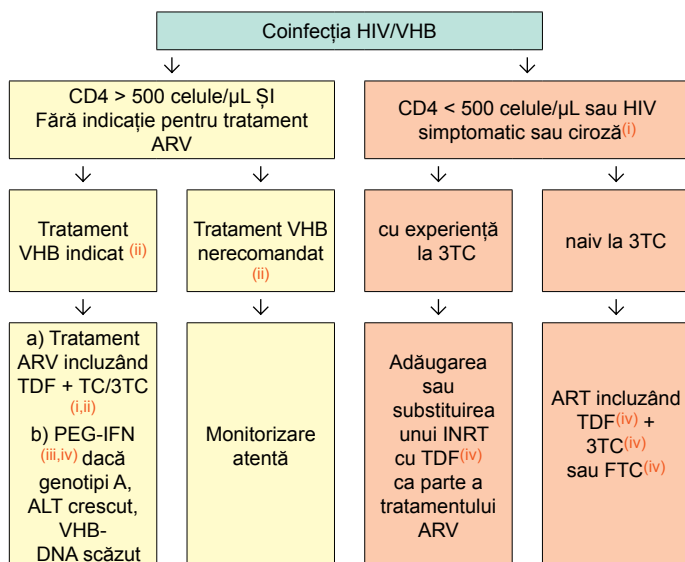 Coinfecția HIV/VHB
CD4 > 500 celule/µL ȘI
Fără indicație pentru tratament
ARV
CD4 < 500 celule/µL sau HIV
simptomatic sau ciroză(i)
Tratament
VHB indicat (ii)
Tratament VHB
nerecomandat
(ii)
cu experiență
la 3TC
naiv la 3TC
a) Tratament
ARV incluzând
TDF + TC/3TC
(i,ii)
b) PEG-IFN
(iii,iv) dacă
genotipi A,
ALT crescut,
VHB-
DNA scăzut
Monitorizare
atentă
Adăugarea
sau
substituirea
unui INRT
cu TDF(iv)
ca parte a
tratamentului
ARV
ART incluzând
TDF(iv) +
3TC(iv)
sau FTC(iv)